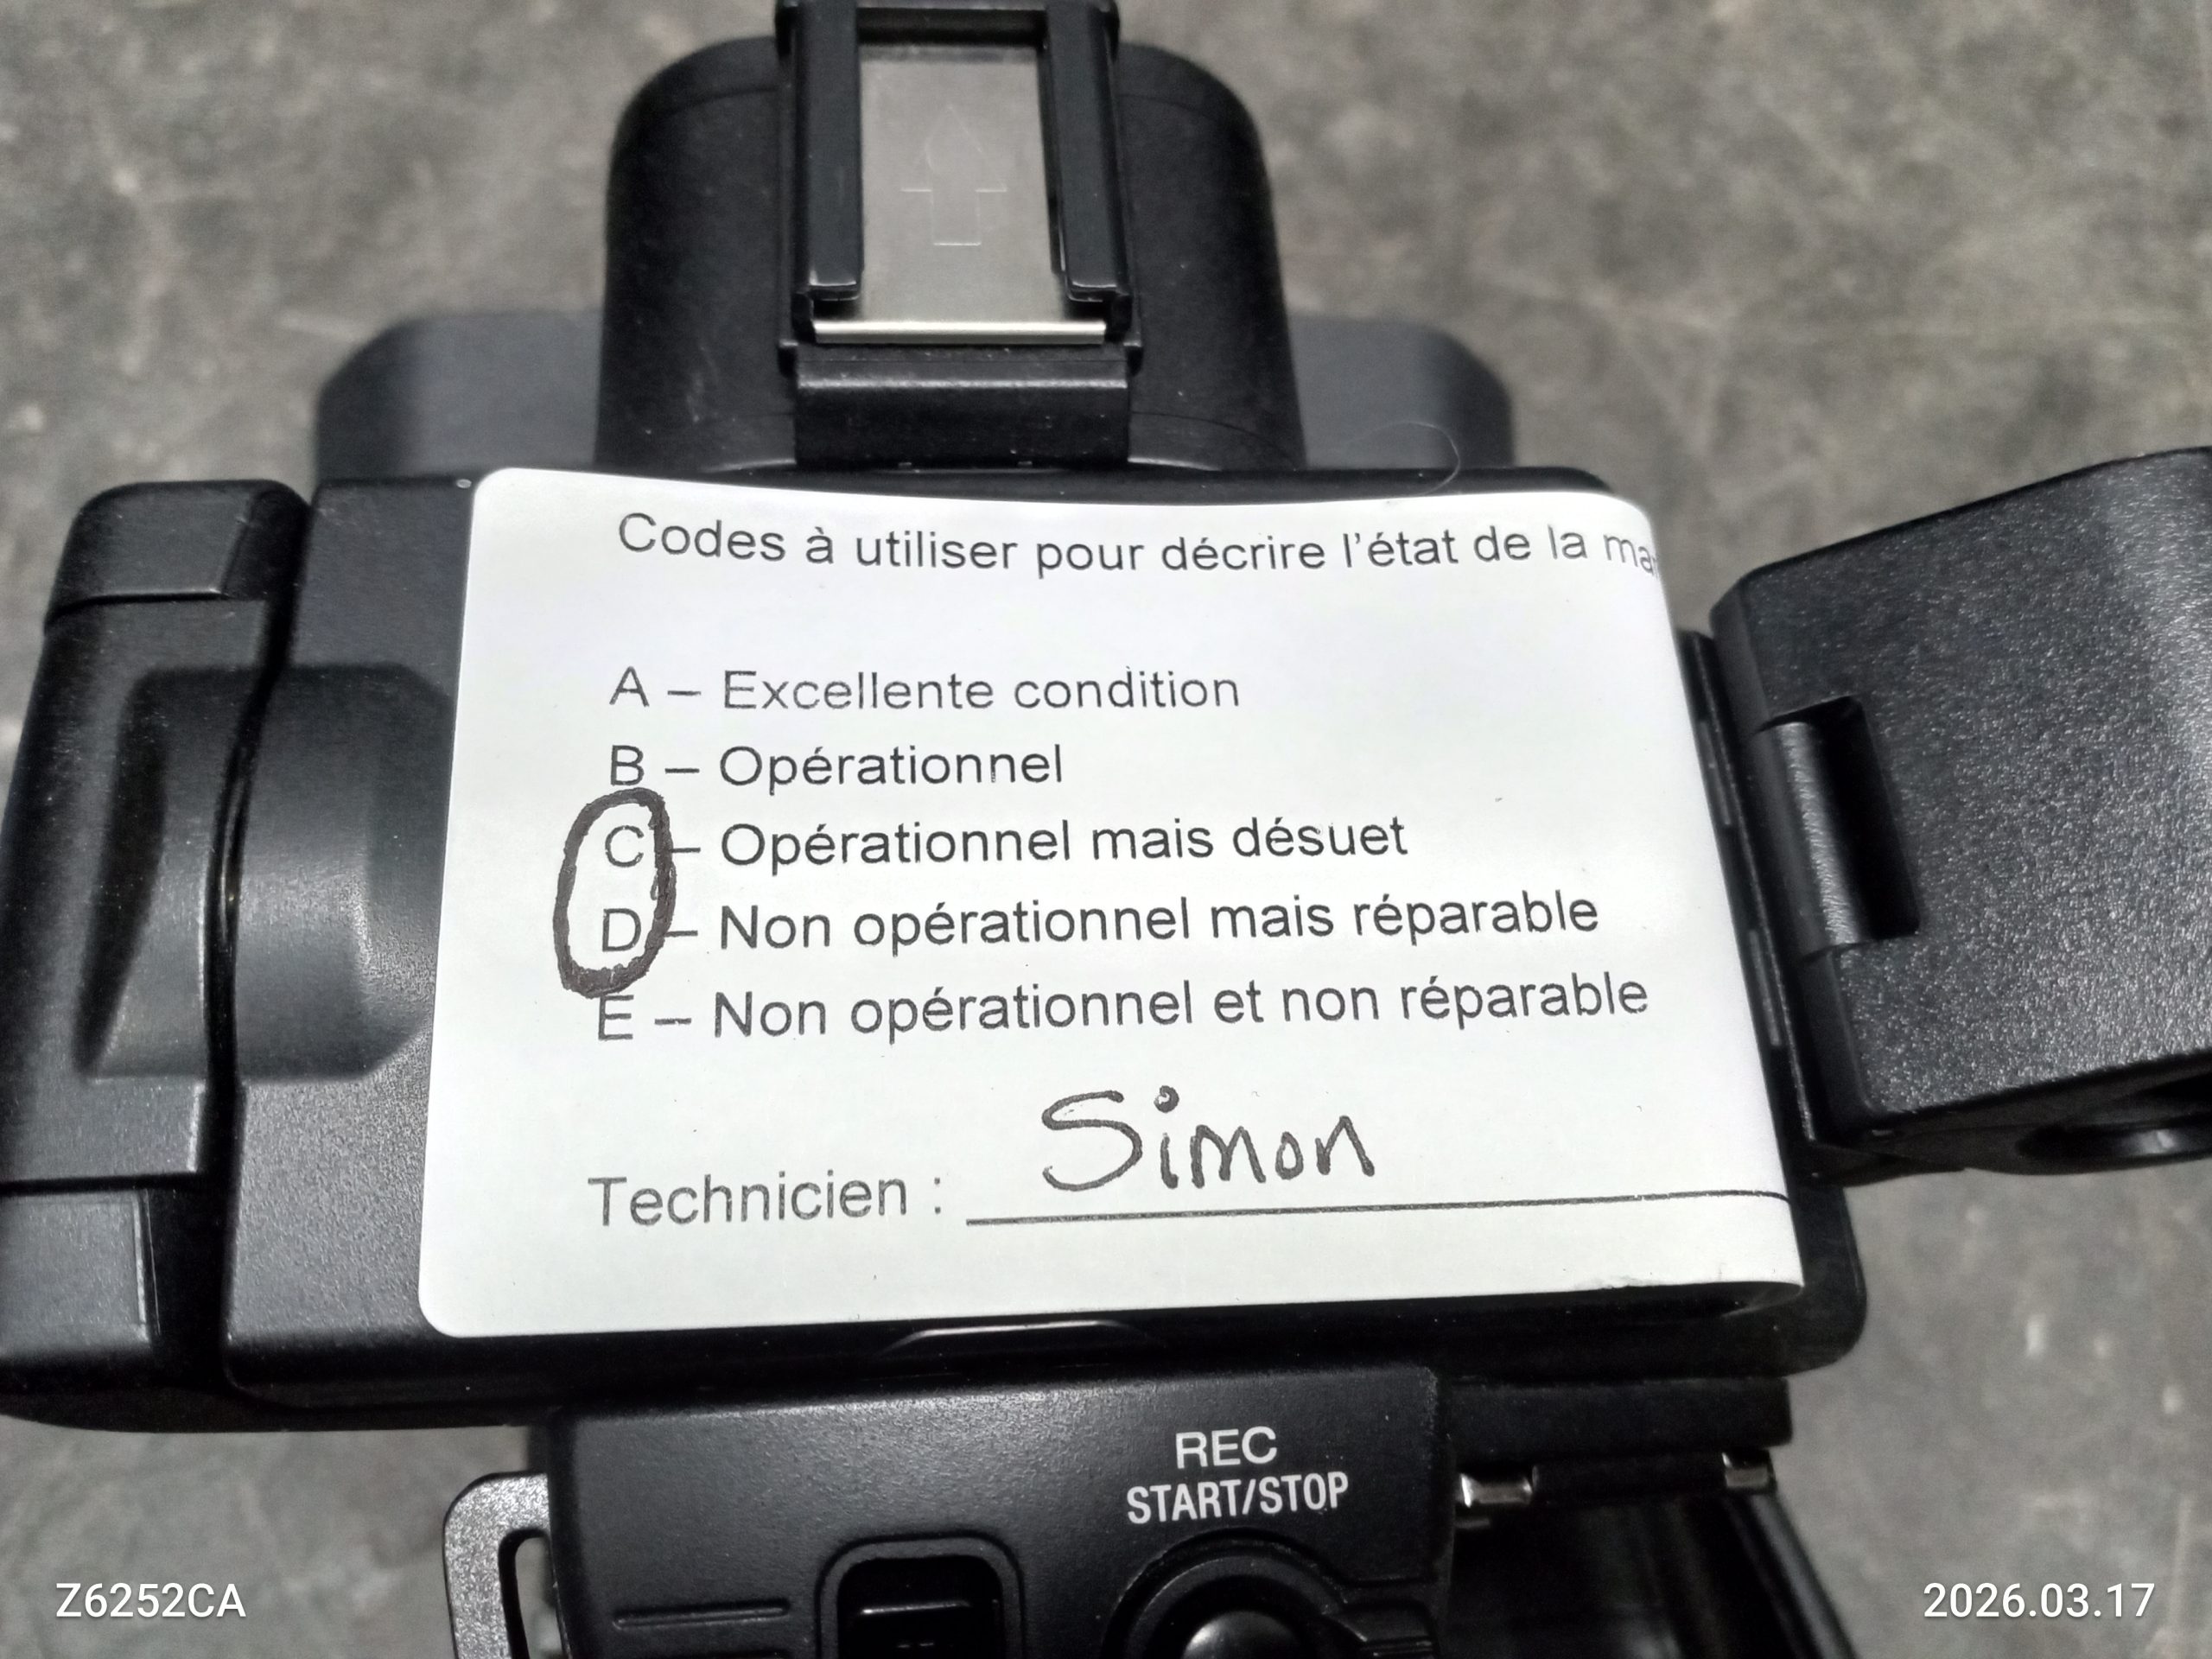 Codes à utiliser pour décrire l'état de la
A – Excellente condition
B – Opérationnel
C – Opérationnel mais désuet
D – Non opérationnel mais réparable
E – Non opérationnel et non réparable
Technicien : Simon
REC
START/STOP
Z6252CA
2026.03.17